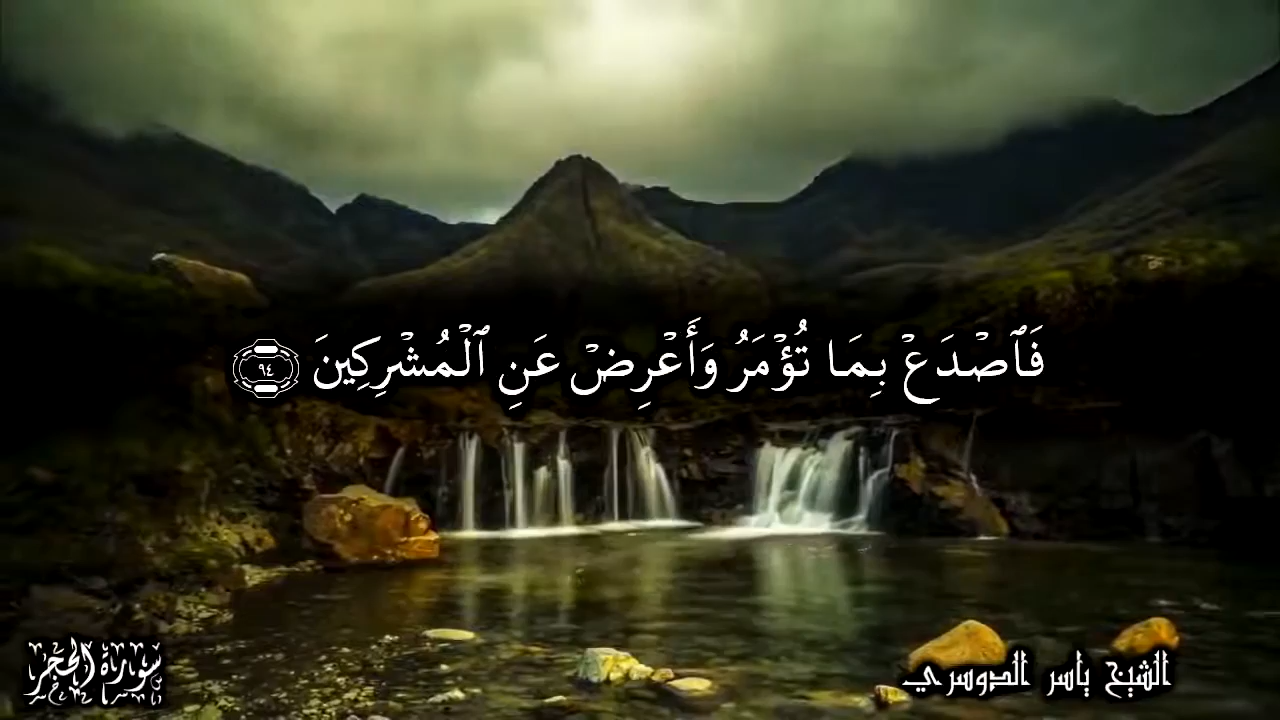 فَٱصْدَعْ بِمَا تُؤْمَرُ وَأَعْرِضْ عَنِ ٱلْمُشْرِكِينَ ٩٤
سورة الحجر
الشيخ ياسر الدوسري